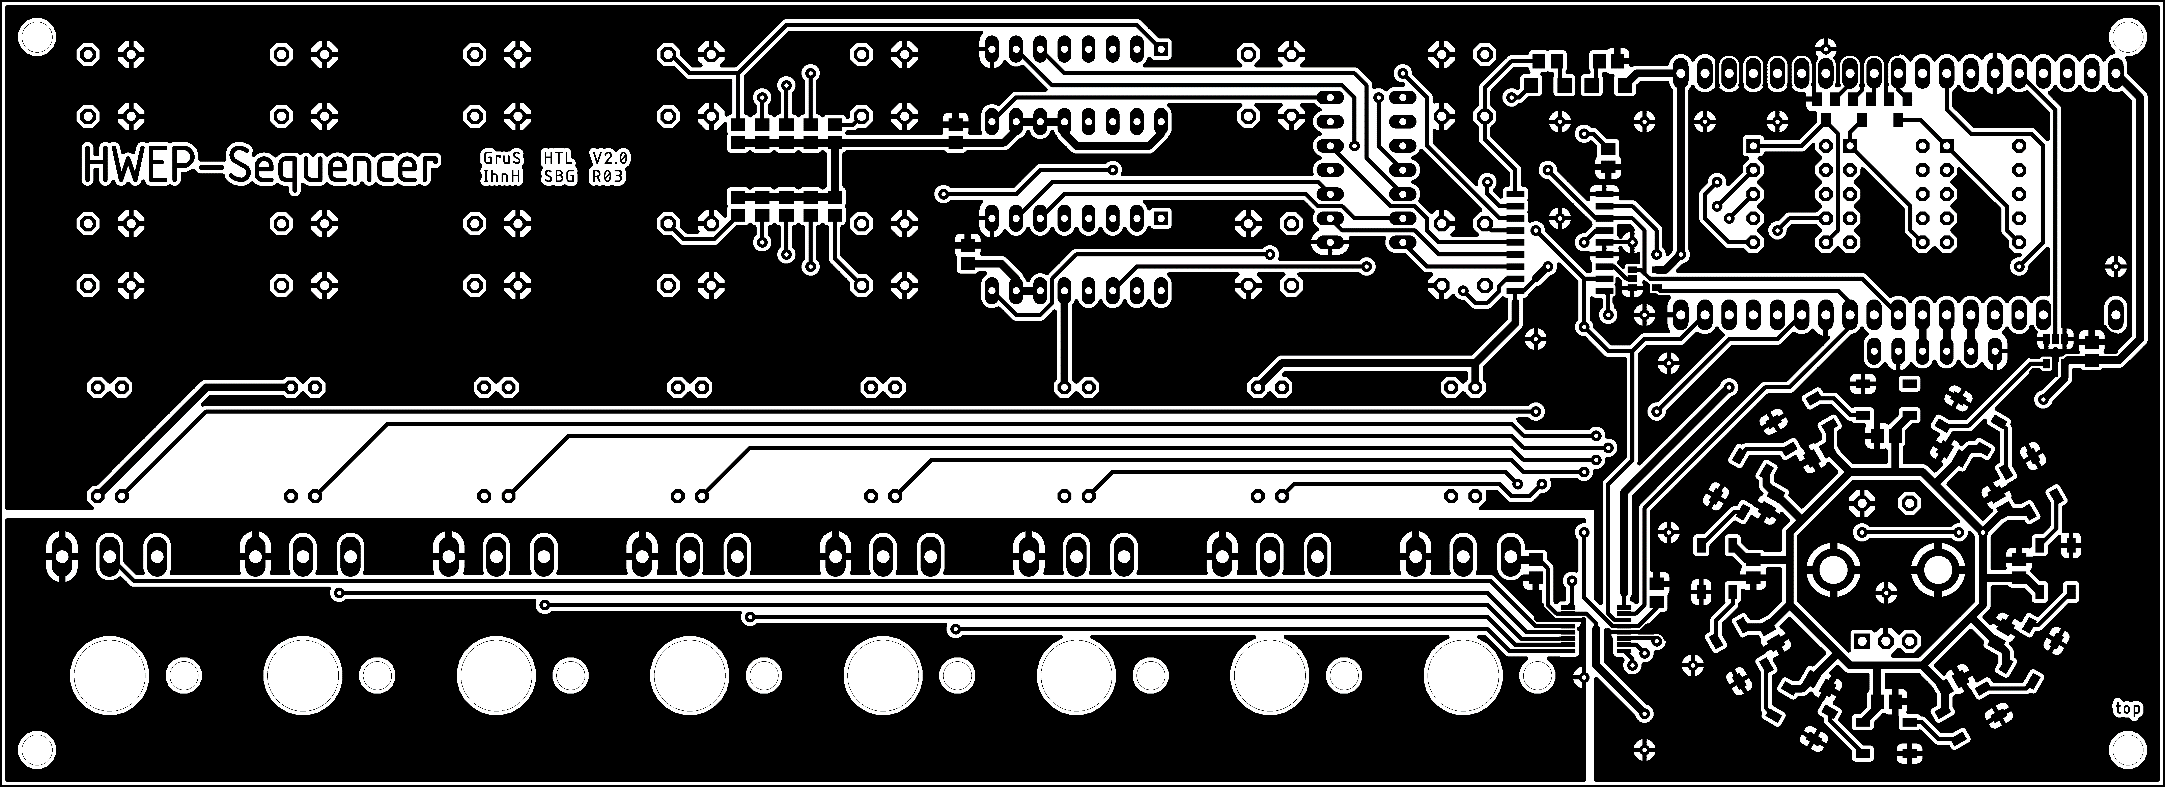 HWEP-Sequencer
GruS HTL V2.0
IhnH SBG R03
top